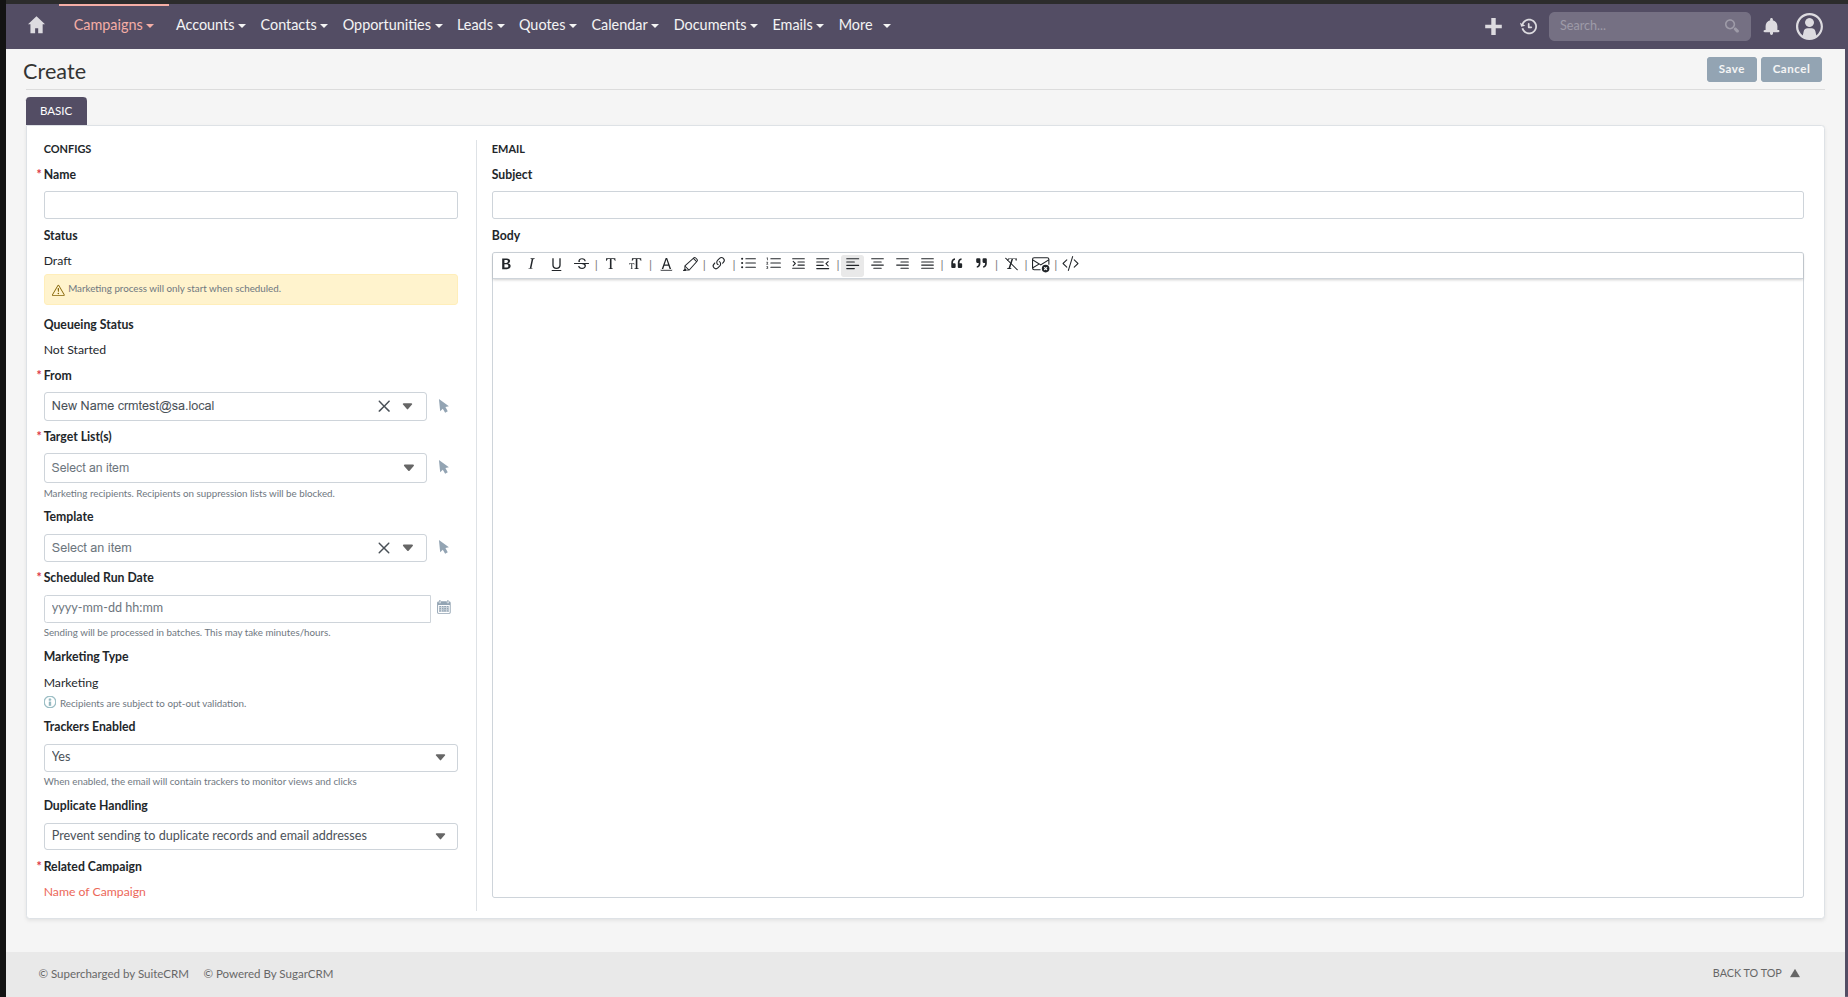 Campaigns Accounts Contacts Opportunities Leads Quotes Calendar Documents Emails More Search...
Create
Save Cancel
BASIC
CONFIGS
* Name
Status
Draft
Marketing process will only start when scheduled.
Queueing Status
Not Started
* From
New Name crmtest@sa.local
* Target List(s)
Select an item
Marketing recipients. Recipients on suppression lists will be blocked.
Template
Select an item
* Scheduled Run Date
yyyy-mm-dd hh:mm
Sending will be processed in batches. This may take minutes/hours.
Marketing Type
Marketing
Recipients are subject to opt-out validation.
Trackers Enabled
Yes
When enabled, the email will contain trackers to monitor views and clicks
Duplicate Handling
Prevent sending to duplicate records and email addresses
* Related Campaign
Name of Campaign
EMAIL
Subject
Body
© Supercharged by SuiteCRM © Powered By SugarCRM
BACK TO TOP